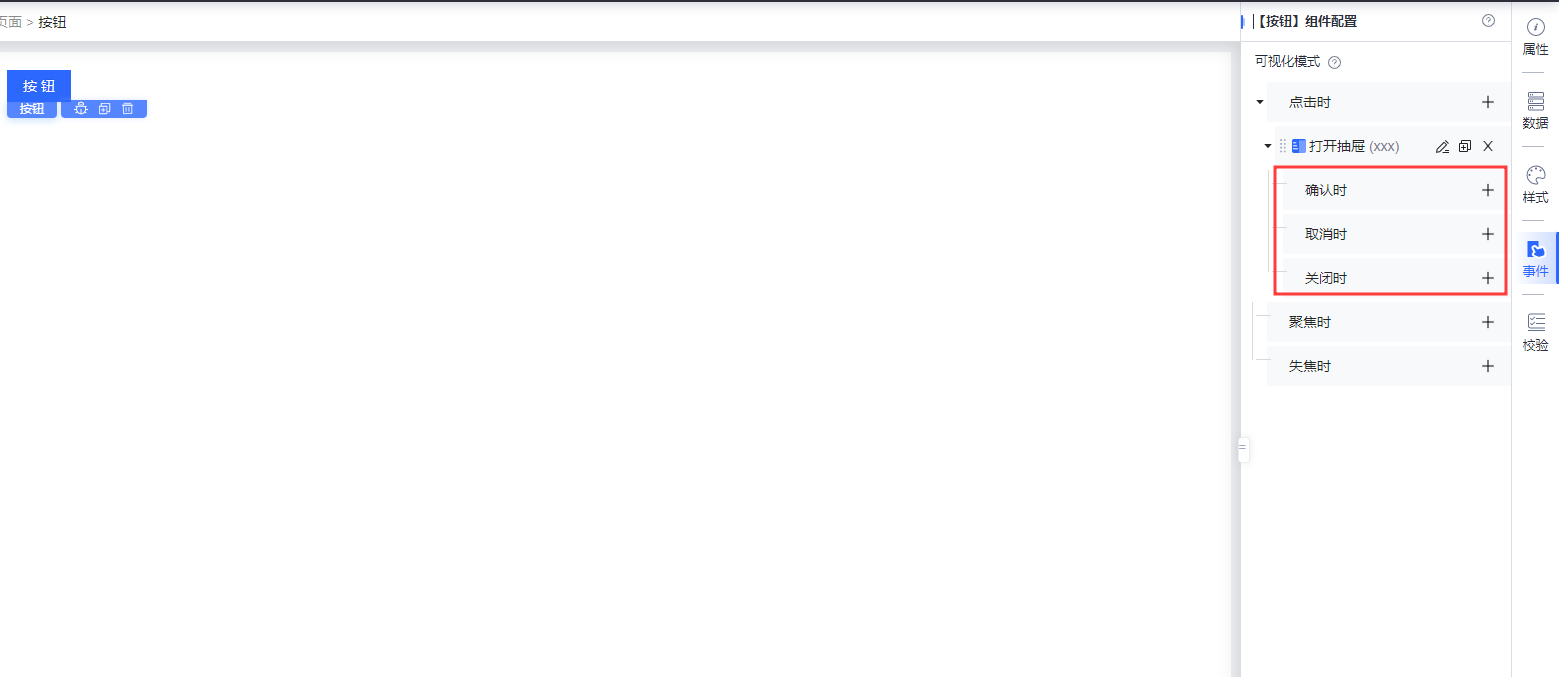 页面 > 按钮
按 钮
按钮
【按钮】组件配置
可视化模式
点击时
打开抽屉 (xxx)
确认时
取消时
关闭时
聚焦时
失焦时
属性
数据
样式
事件
校验